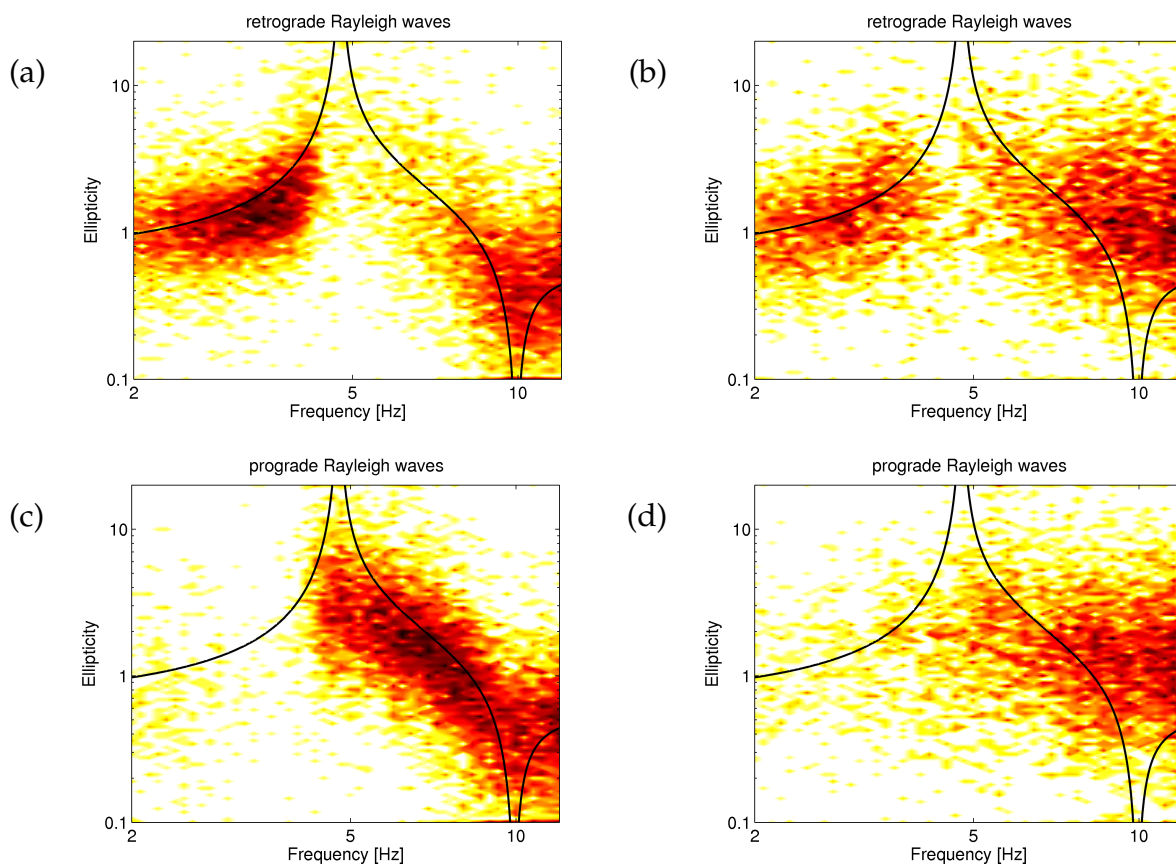 (a)
retrograde Rayleigh waves
Ellipticity
10
1
0.1
2 5 10
Frequency [Hz]
(b)
retrograde Rayleigh waves
Ellipticity
10
1
0.1
2 5 10
Frequency [Hz]
(c)
prograde Rayleigh waves
Ellipticity
10
1
0.1
2 5 10
Frequency [Hz]
(d)
prograde Rayleigh waves
Ellipticity
10
1
0.1
2 5 10
Frequency [Hz]